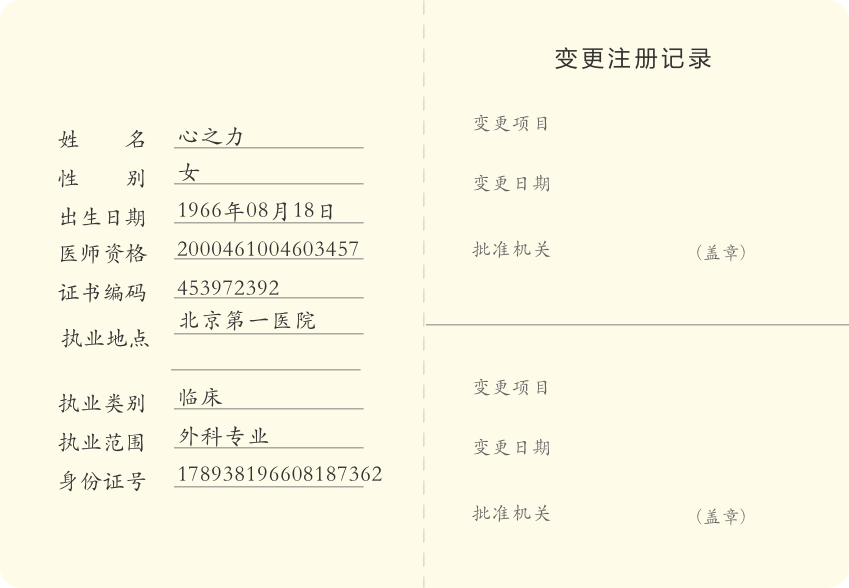 姓 名 心之力
性 别 女
出生日期 1966年08月18日
医师资格 2000461004603457
证书编码 453972392
执业地点 北京第一医院
执业类别 临床
执业范围 外科专业
身份证号 178938196608187362
变更注册记录
变更项目
变更日期
批准机关 (盖章)
变更项目
变更日期
批准机关 (盖章)